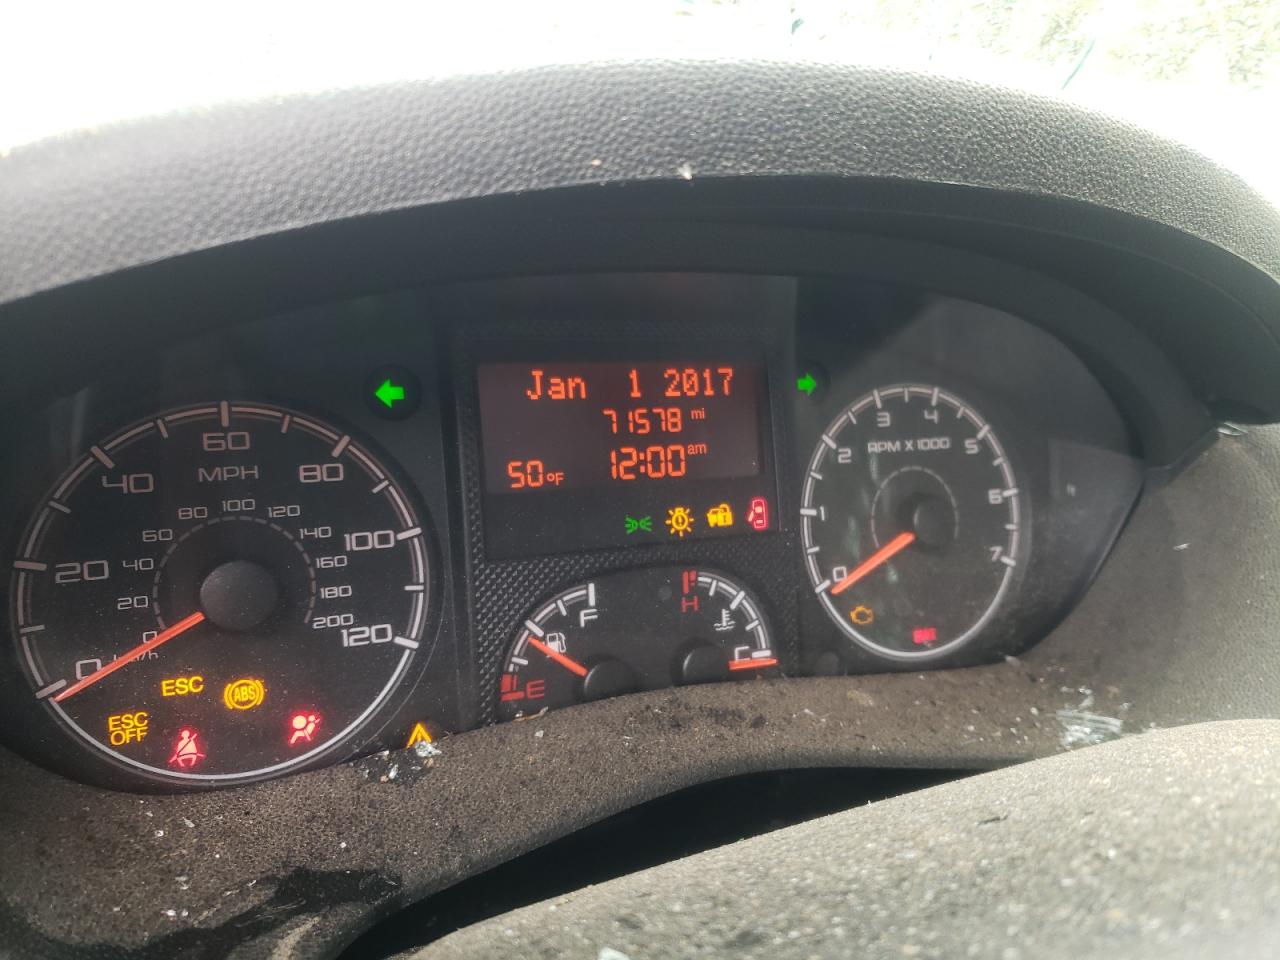 Jan 1 2017
71578 mi
50°F 12:00 am
0 20 40 60 80 100 120
MPH
0 20 40 60 80 100 120 140 160 180 200
km/h
ESC
ABS
ESC
OFF
0 1 2 3 4 5 6 7
RPM X 1000
E F
H C